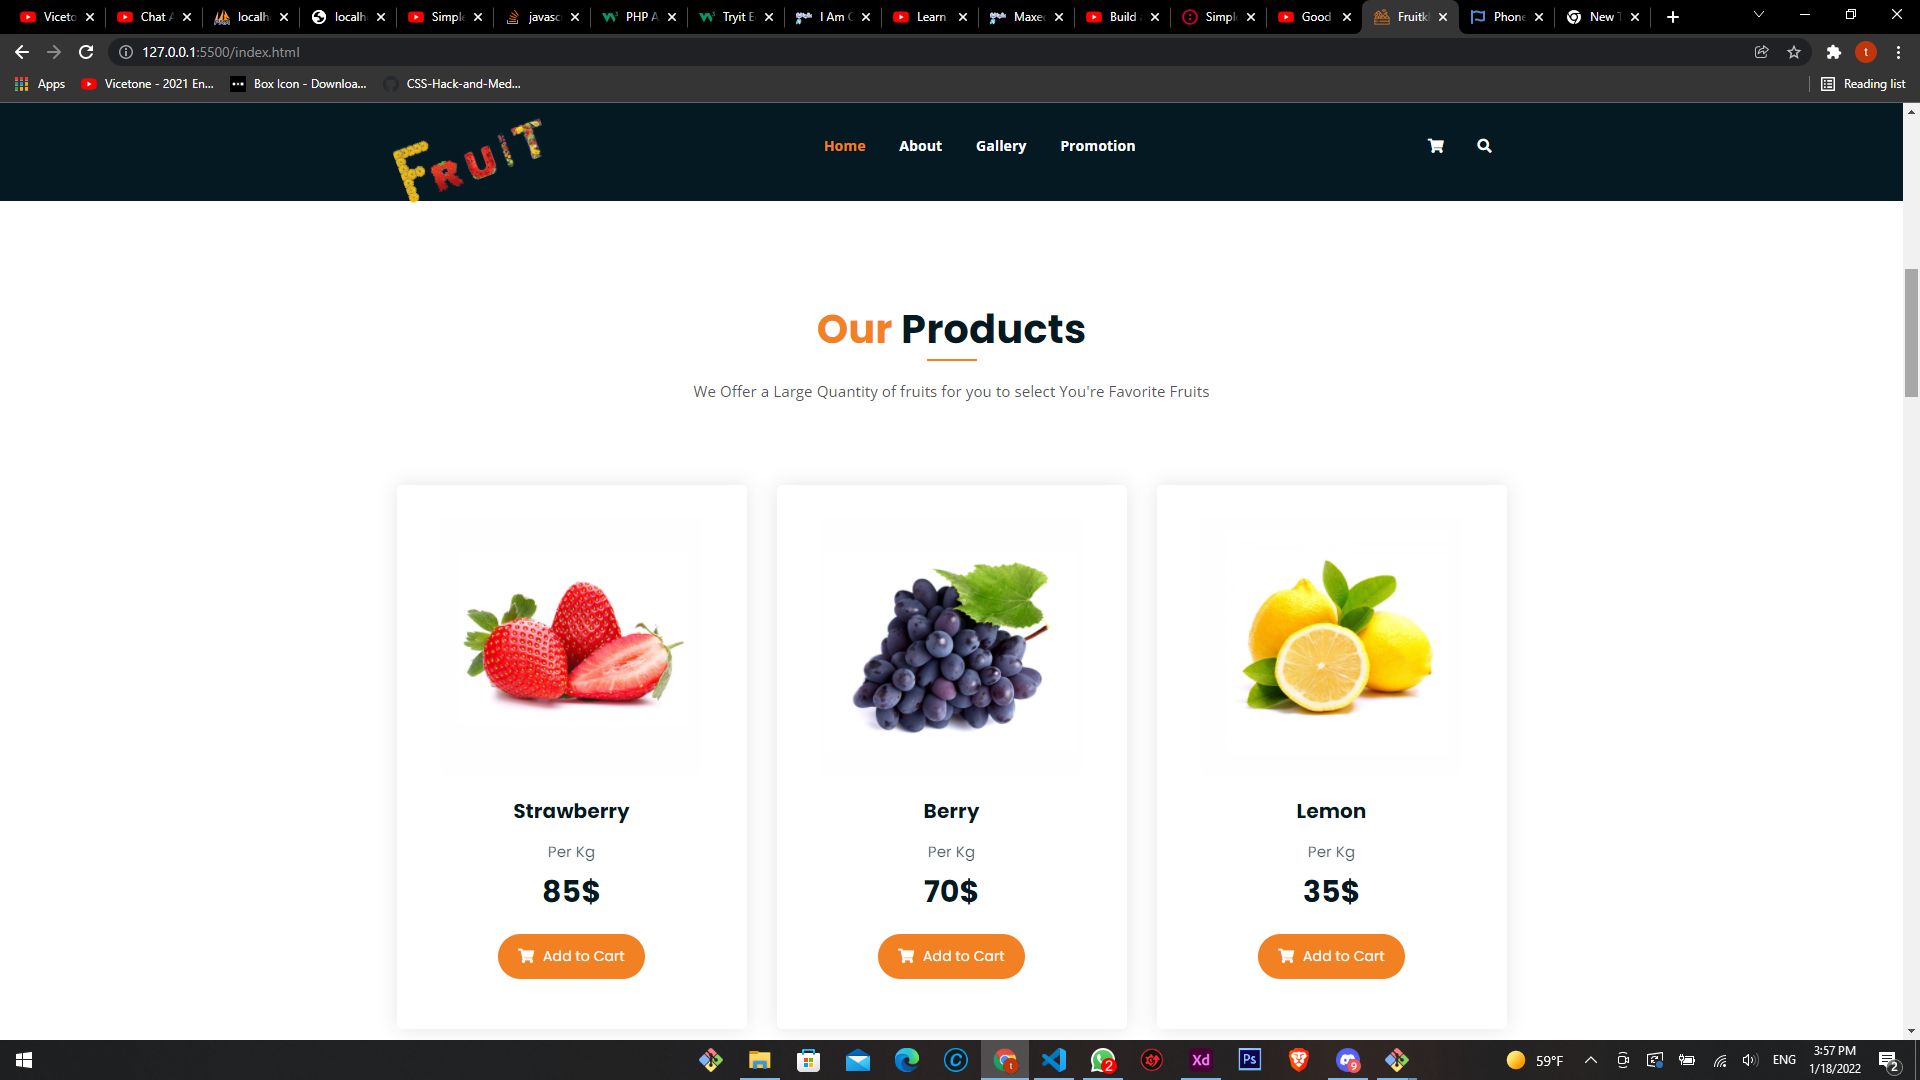 Viceto
Chat A
localh
localh
Simple
javasc
PHP A
Tryit E
I Am C
Learn
Maxed
Build a
Simple
Good
Fruitk
Phone
New T
127.0.0.1:5500/index.html
Apps
Vicetone - 2021 En...
Box Icon - Downloa...
CSS-Hack-and-Med...
Reading list
FRUIT
Home
About
Gallery
Promotion
Our Products
We Offer a Large Quantity of fruits for you to select You're Favorite Fruits
Strawberry
Per Kg
85$
Add to Cart
Berry
Per Kg
70$
Add to Cart
Lemon
Per Kg
35$
Add to Cart
59°F
ENG
3:57 PM
1/18/2022